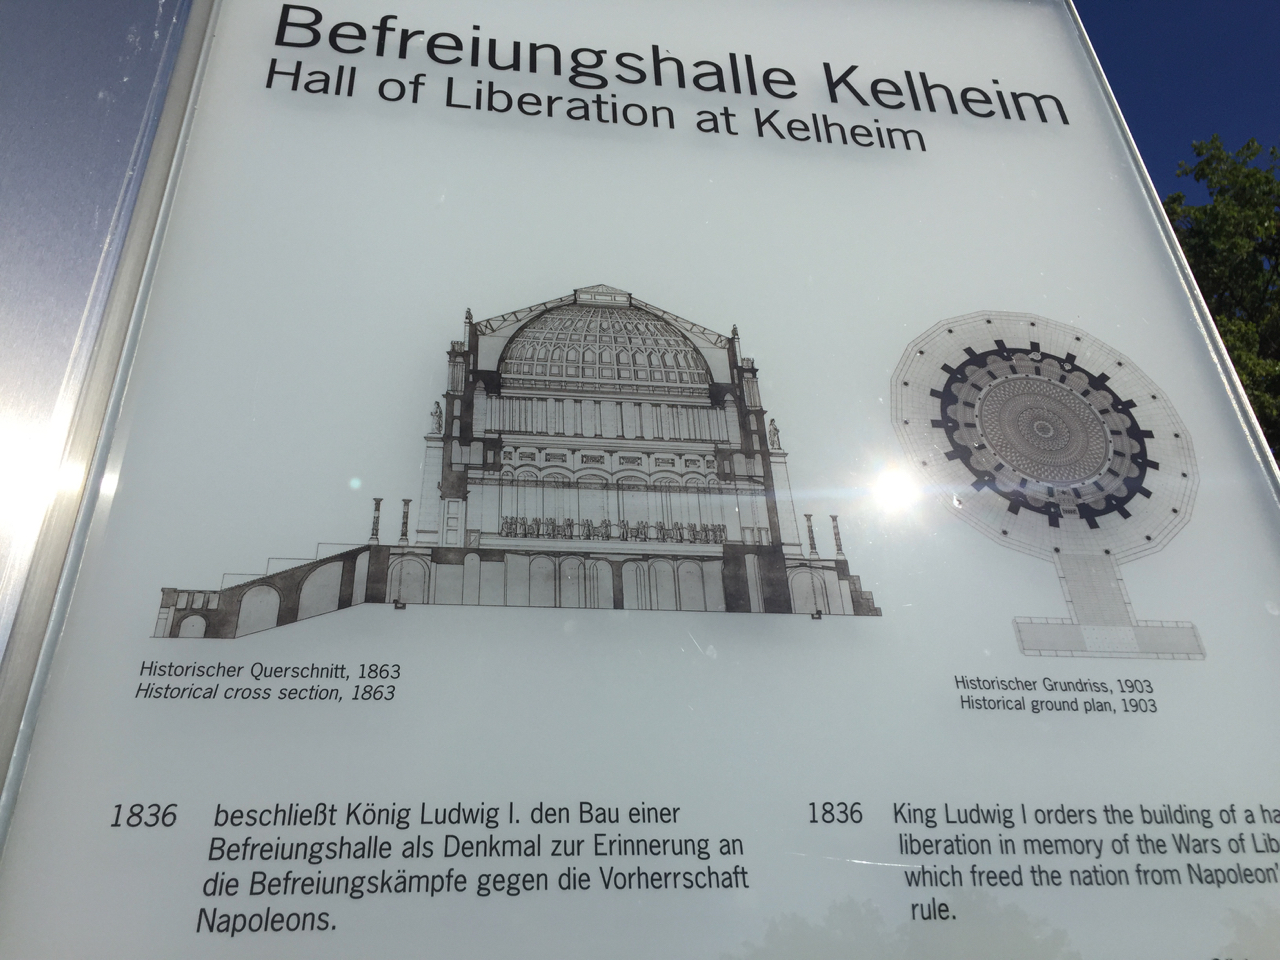 Befreiungshalle Kelheim
Hall of Liberation at Kelheim
Historischer Querschnitt, 1863
Historical cross section, 1863
Historischer Grundriss, 1903
Historical ground plan, 1903
1836 beschließt König Ludwig I. den Bau einer
Befreiungshalle als Denkmal zur Erinnerung an
die Befreiungskämpfe gegen die Vorherrschaft
Napoleons.
1836 King Ludwig I orders the building of a ha
liberation in memory of the Wars of Lib
which freed the nation from Napoleon'
rule.